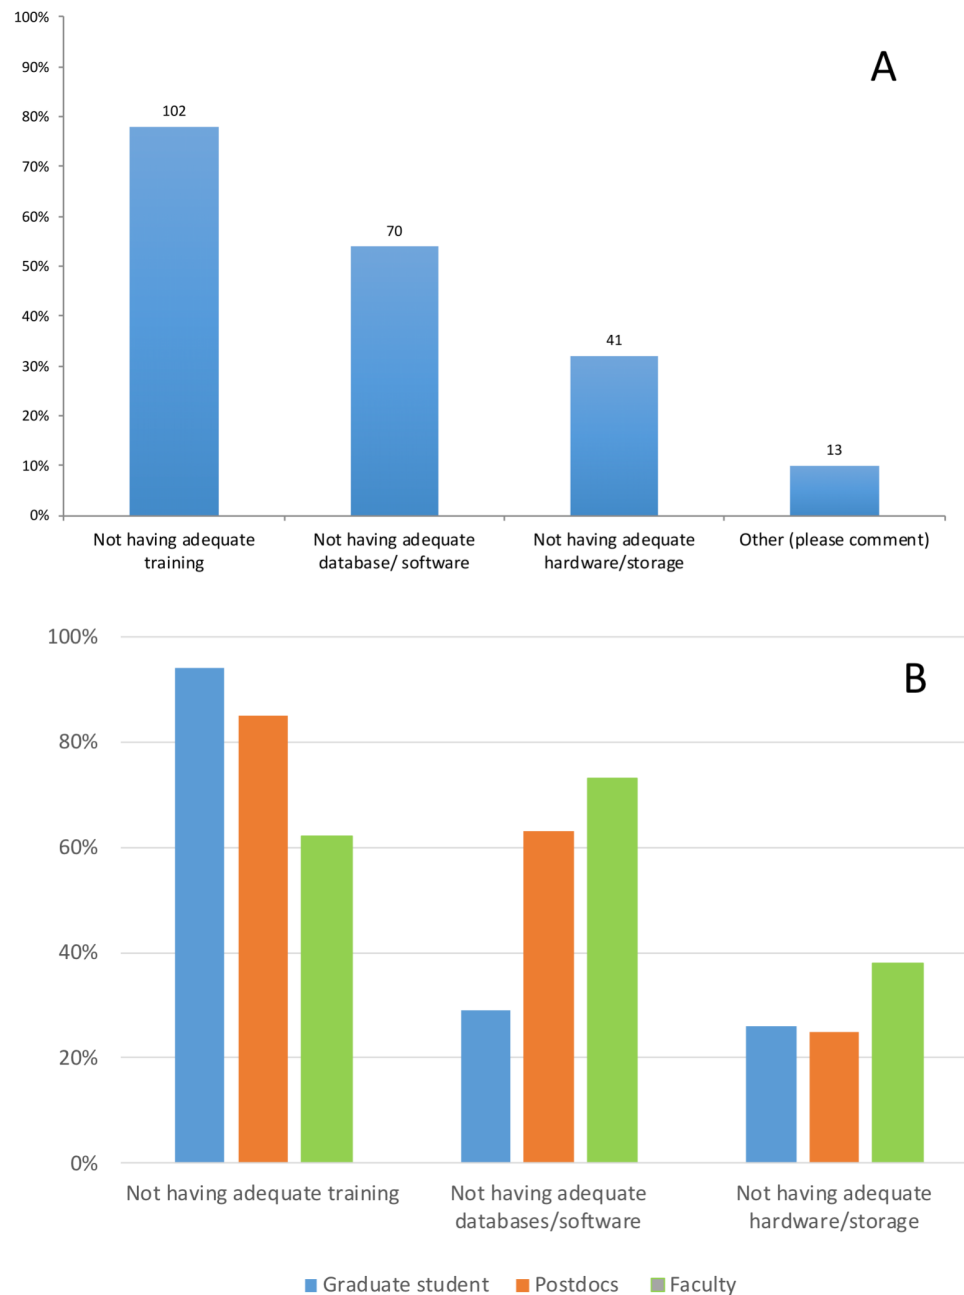 100%
90%
80%
70%
60%
50%
40%
30%
20%
10%
0%
A
102
70
41
13
Not having adequate
training
Not having adequate
database/ software
Not having adequate
hardware/storage
Other (please comment)
100%
80%
60%
40%
20%
0%
B
Not having adequate training
Not having adequate
databases/software
Not having adequate
hardware/storage
Graduate student Postdocs Faculty